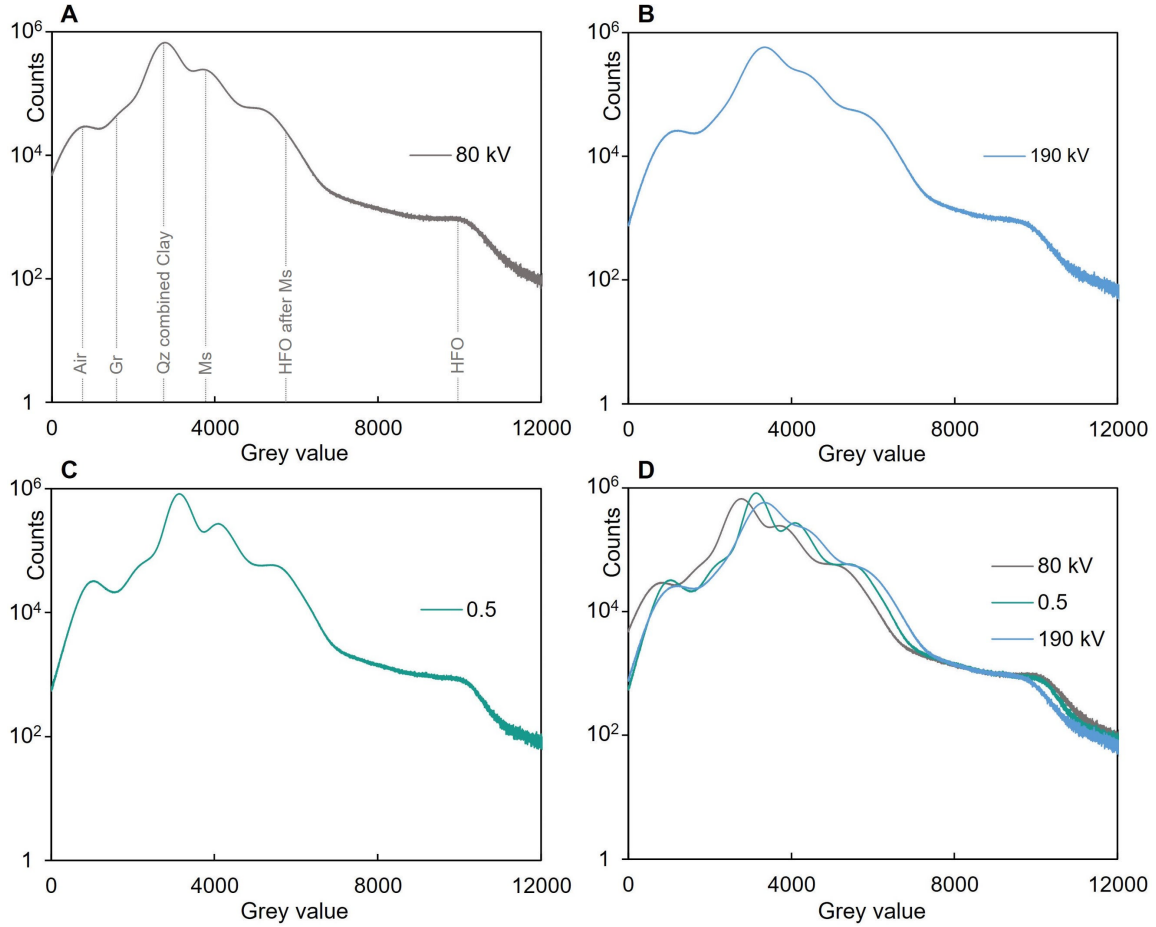 A
10⁶
Counts
10⁴
10²
1
80 kV
Air
Gr
Qz combined Clay
Ms
HFO after Ms
HFO
0 4000 8000 12000
Grey value
B
10⁶
Counts
10⁴
10²
1
190 kV
0 4000 8000 12000
Grey value
C
10⁶
Counts
10⁴
10²
1
0.5
0 4000 8000 12000
Grey value
D
10⁶
Counts
10⁴
10²
1
80 kV
0.5
190 kV
0 4000 8000 12000
Grey value